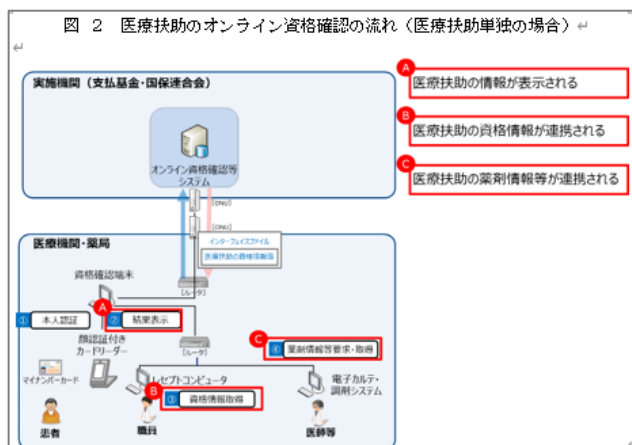 図 2 医療扶助のオンライン資格確認の流れ（医療扶助単独の場合）↵
↵
実施機関（支払基金・国保連合会）
オンライン資格確認等
システム
[ONU]
[ONU]
インターフェイスファイル
医療扶助の資格情報等
医療機関・薬局
[ルータ]
資格確認端末
① 本人認証
A
② 結果表示
顔認証付き
カードリーダー
[ルータ]
C
④ 薬剤情報等要求・取得
マイナンバーカード
レセプトコンピュータ
電子カルテ・
調剤システム
B
③ 資格情報取得
患者
職員
医師等
A
医療扶助の情報が表示される
B
医療扶助の資格情報が連携される
C
医療扶助の薬剤情報等が連携される